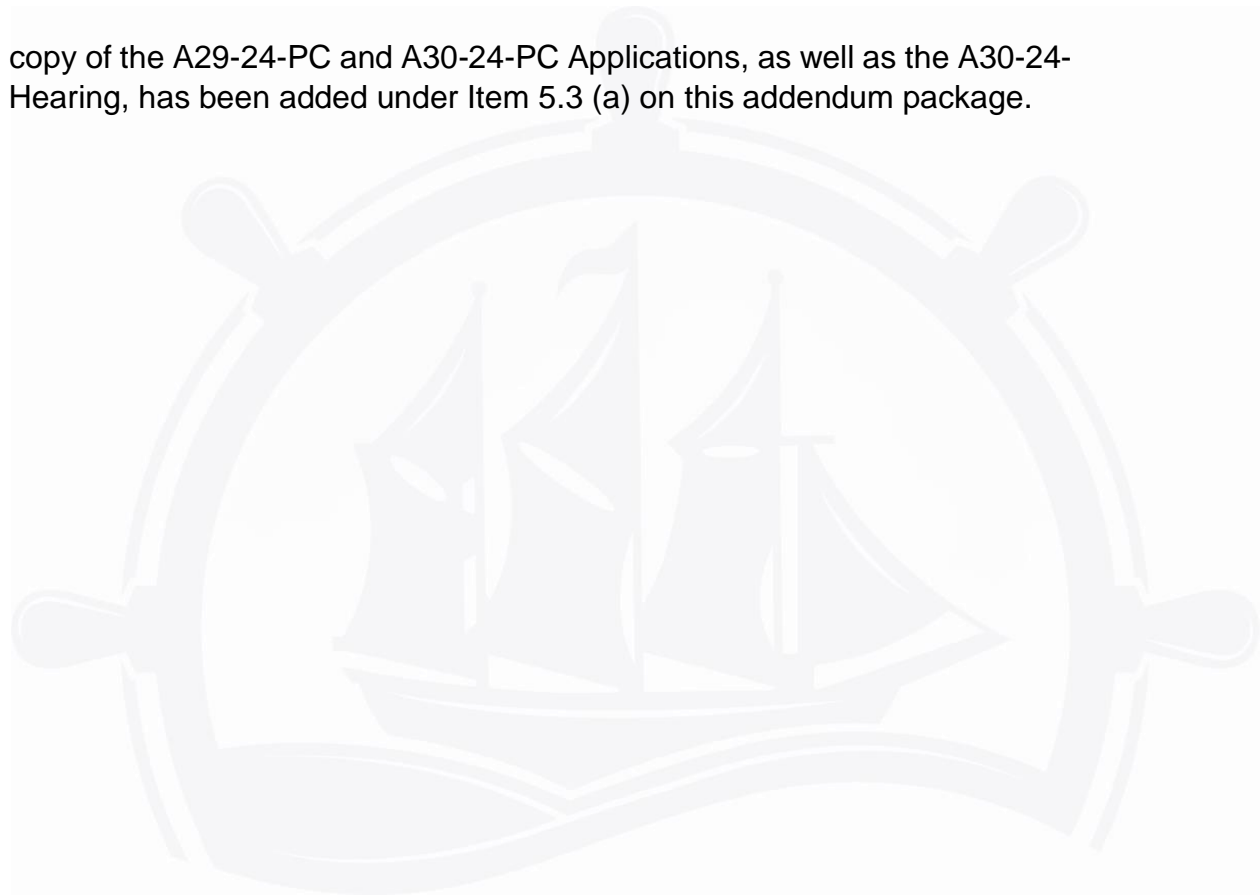 copy of the A29-24-PC and A30-24-PC Applications, as well as the A30-24-
Hearing, has been added under Item 5.3 (a) on this addendum package.